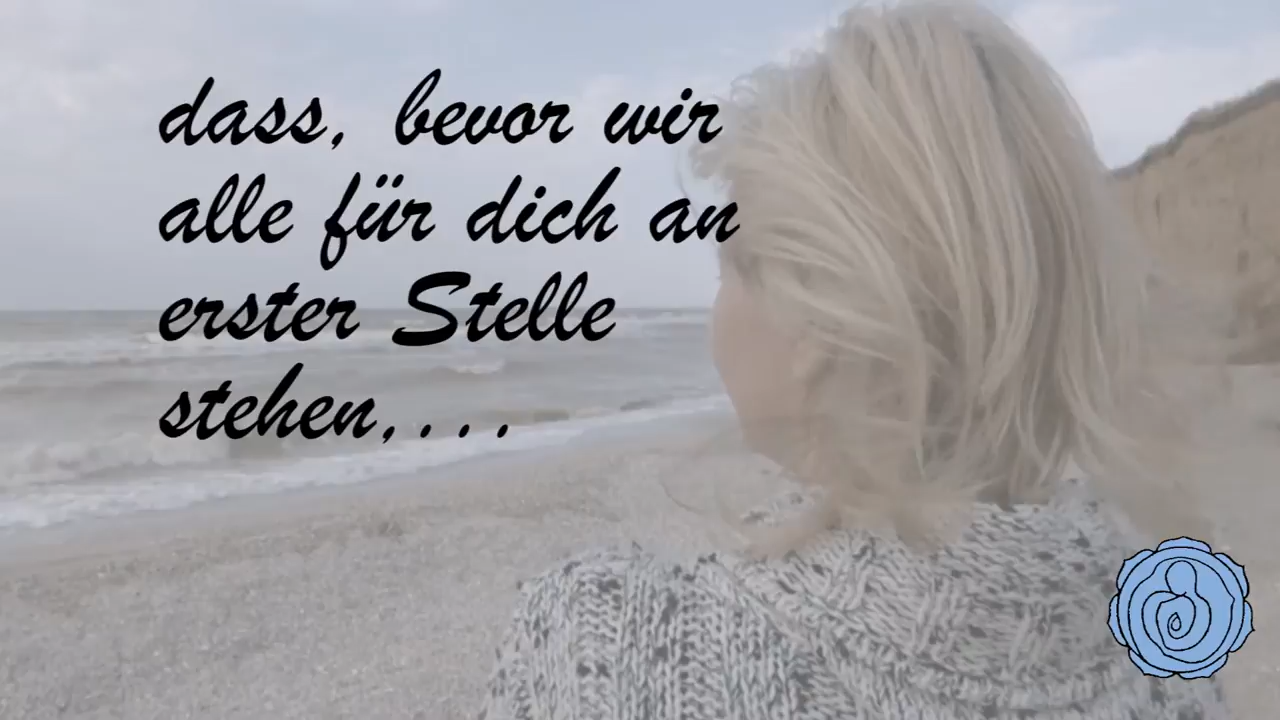 dass, bevor wir
alle für dich an
erster Stelle
stehen,...